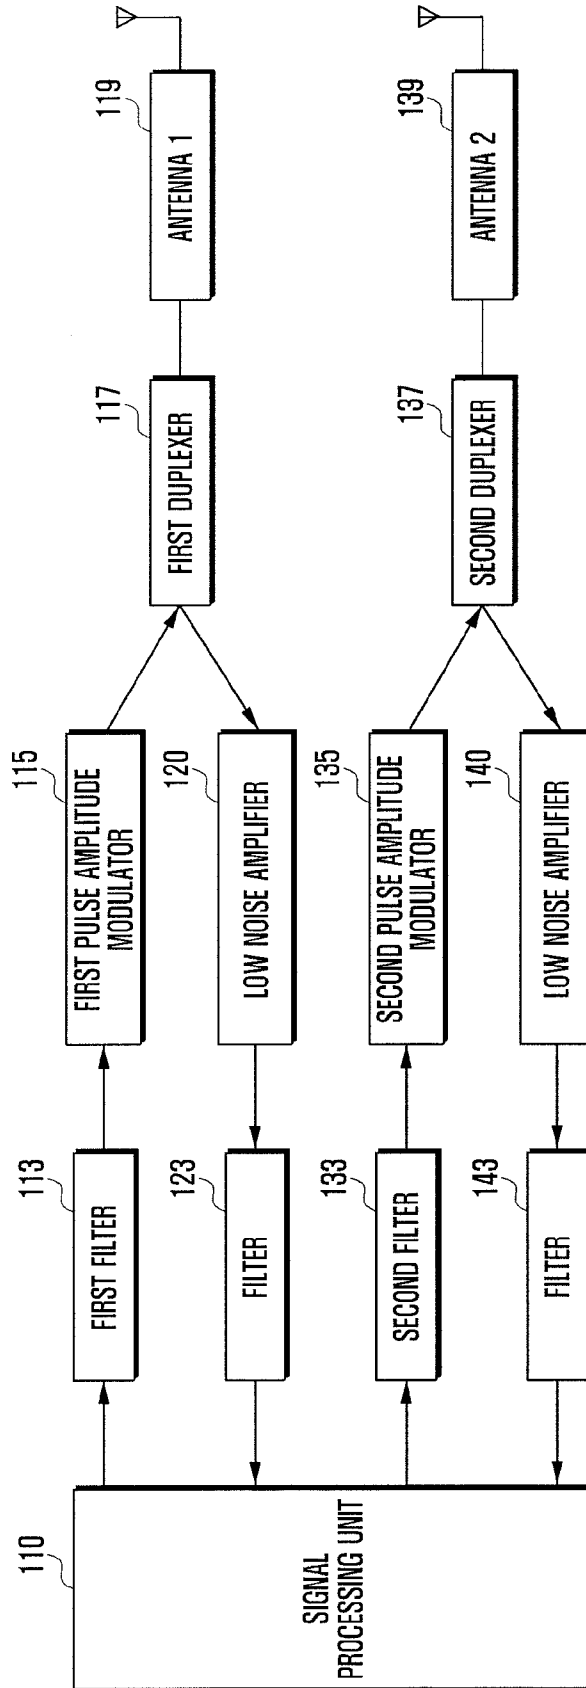 110
SIGNAL
PROCESSING UNIT
113
FIRST FILTER
115
FIRST PULSE AMPLITUDE
MODULATOR
117
FIRST DUPLEXER
119
ANTENNA 1
123
FILTER
120
LOW NOISE AMPLIFIER
133
SECOND FILTER
135
SECOND PULSE AMPLITUDE
MODULATOR
137
SECOND DUPLEXER
139
ANTENNA 2
143
FILTER
140
LOW NOISE AMPLIFIER